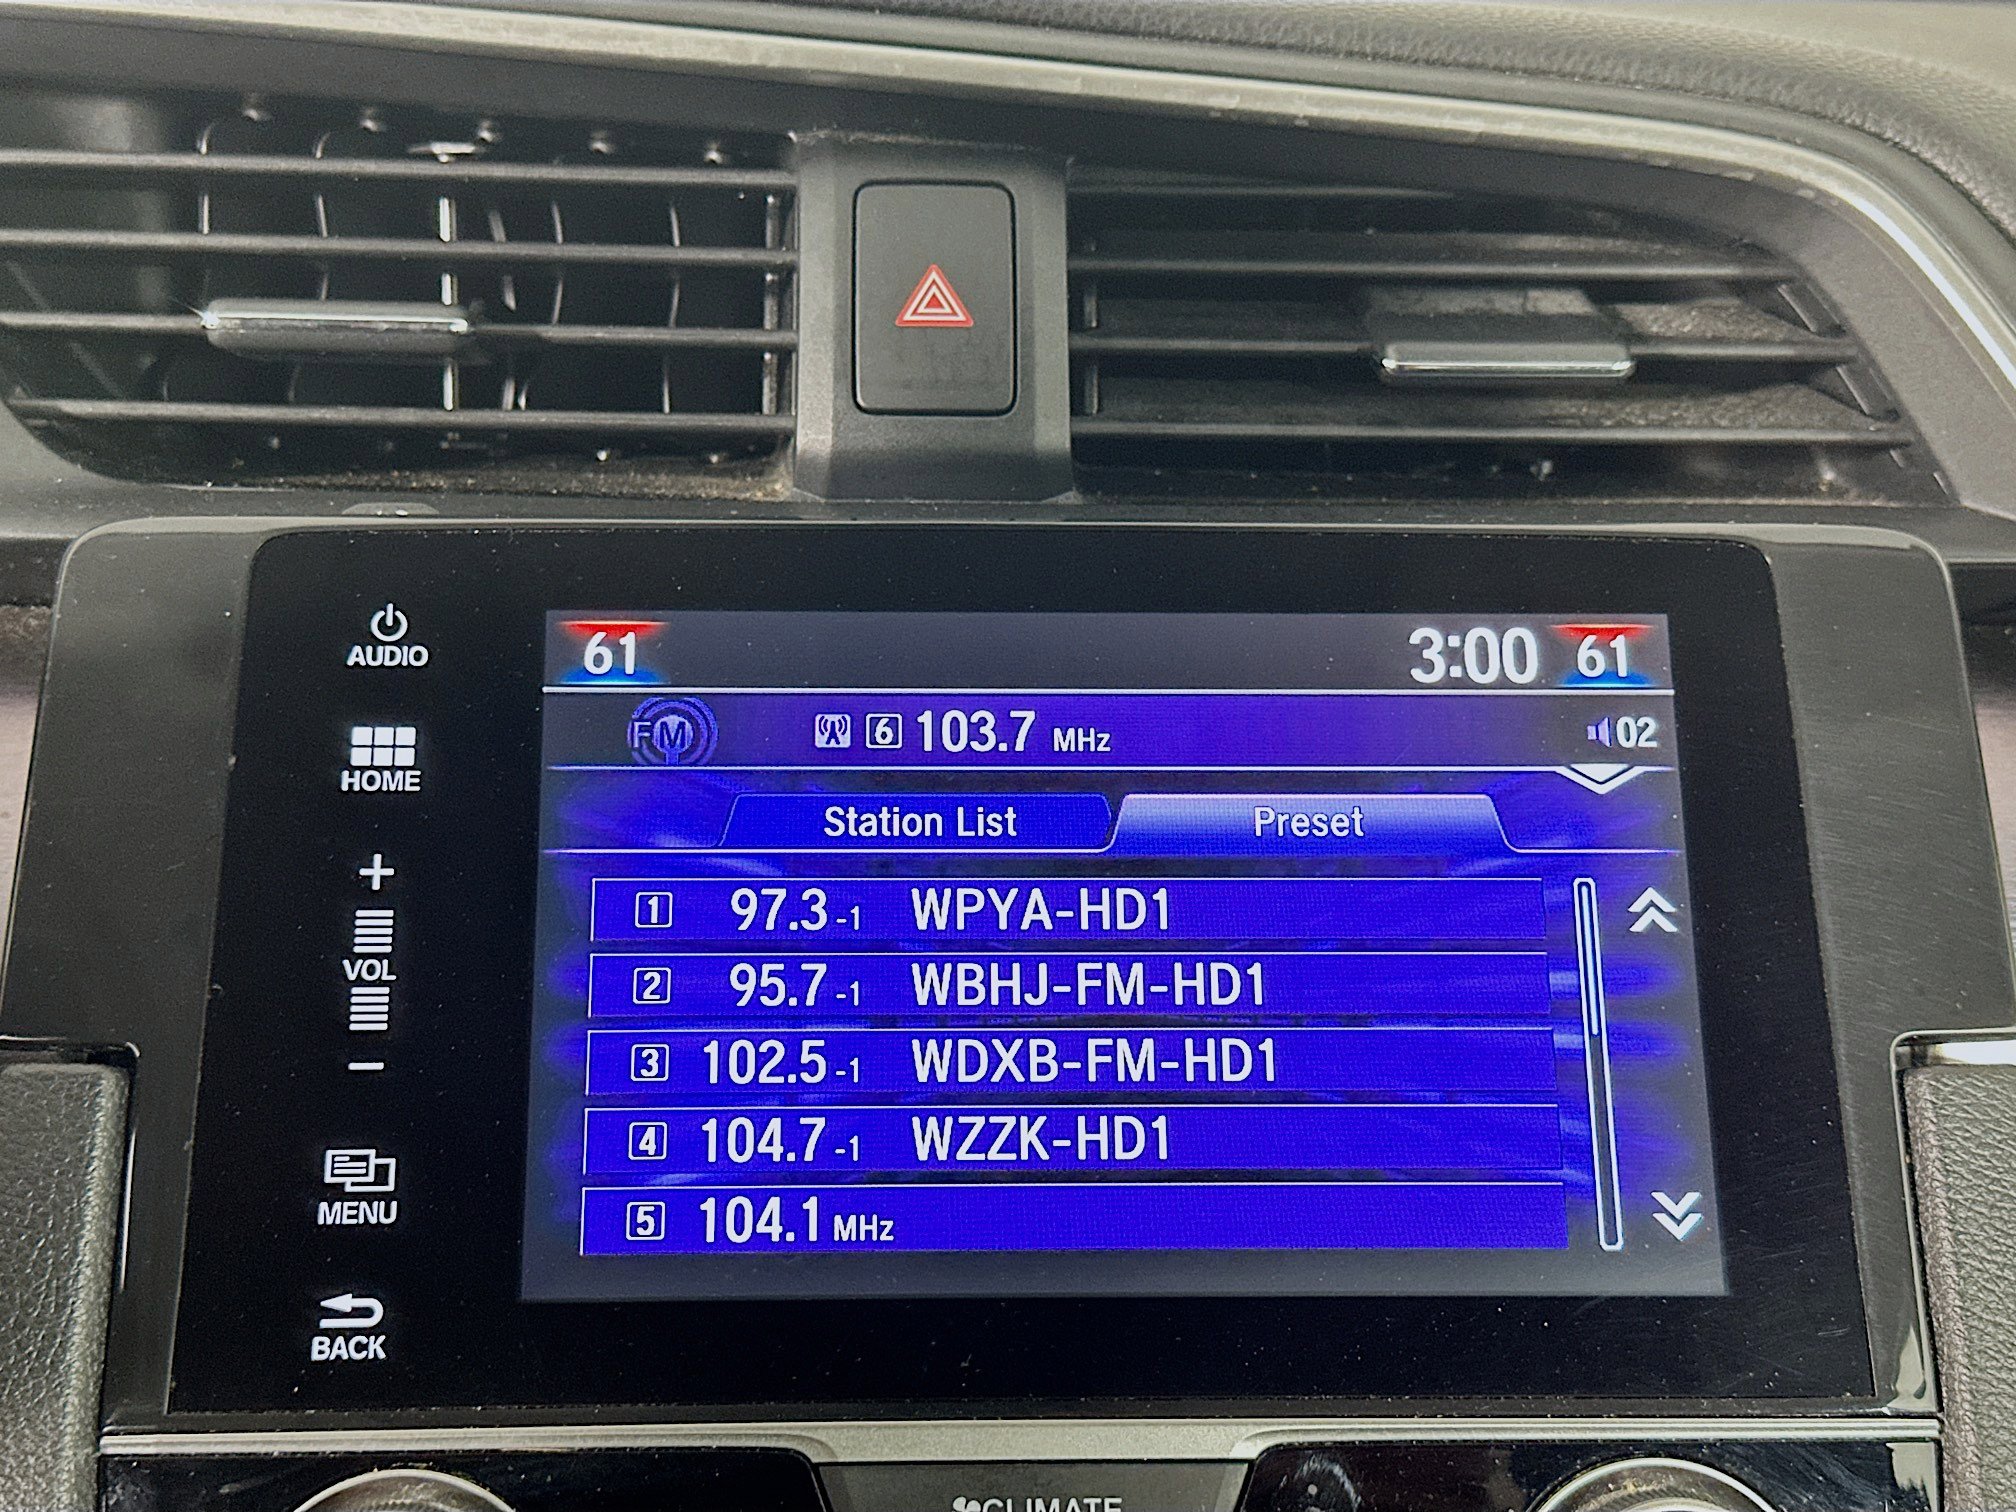 AUDIO
HOME
+
VOL
−
MENU
BACK
61 3:00 61
FM 6 103.7 MHz 02
Station List Preset
1 97.3-1 WPYA-HD1
2 95.7-1 WBHJ-FM-HD1
3 102.5-1 WDXB-FM-HD1
4 104.7-1 WZZK-HD1
5 104.1 MHz
CLIMATE